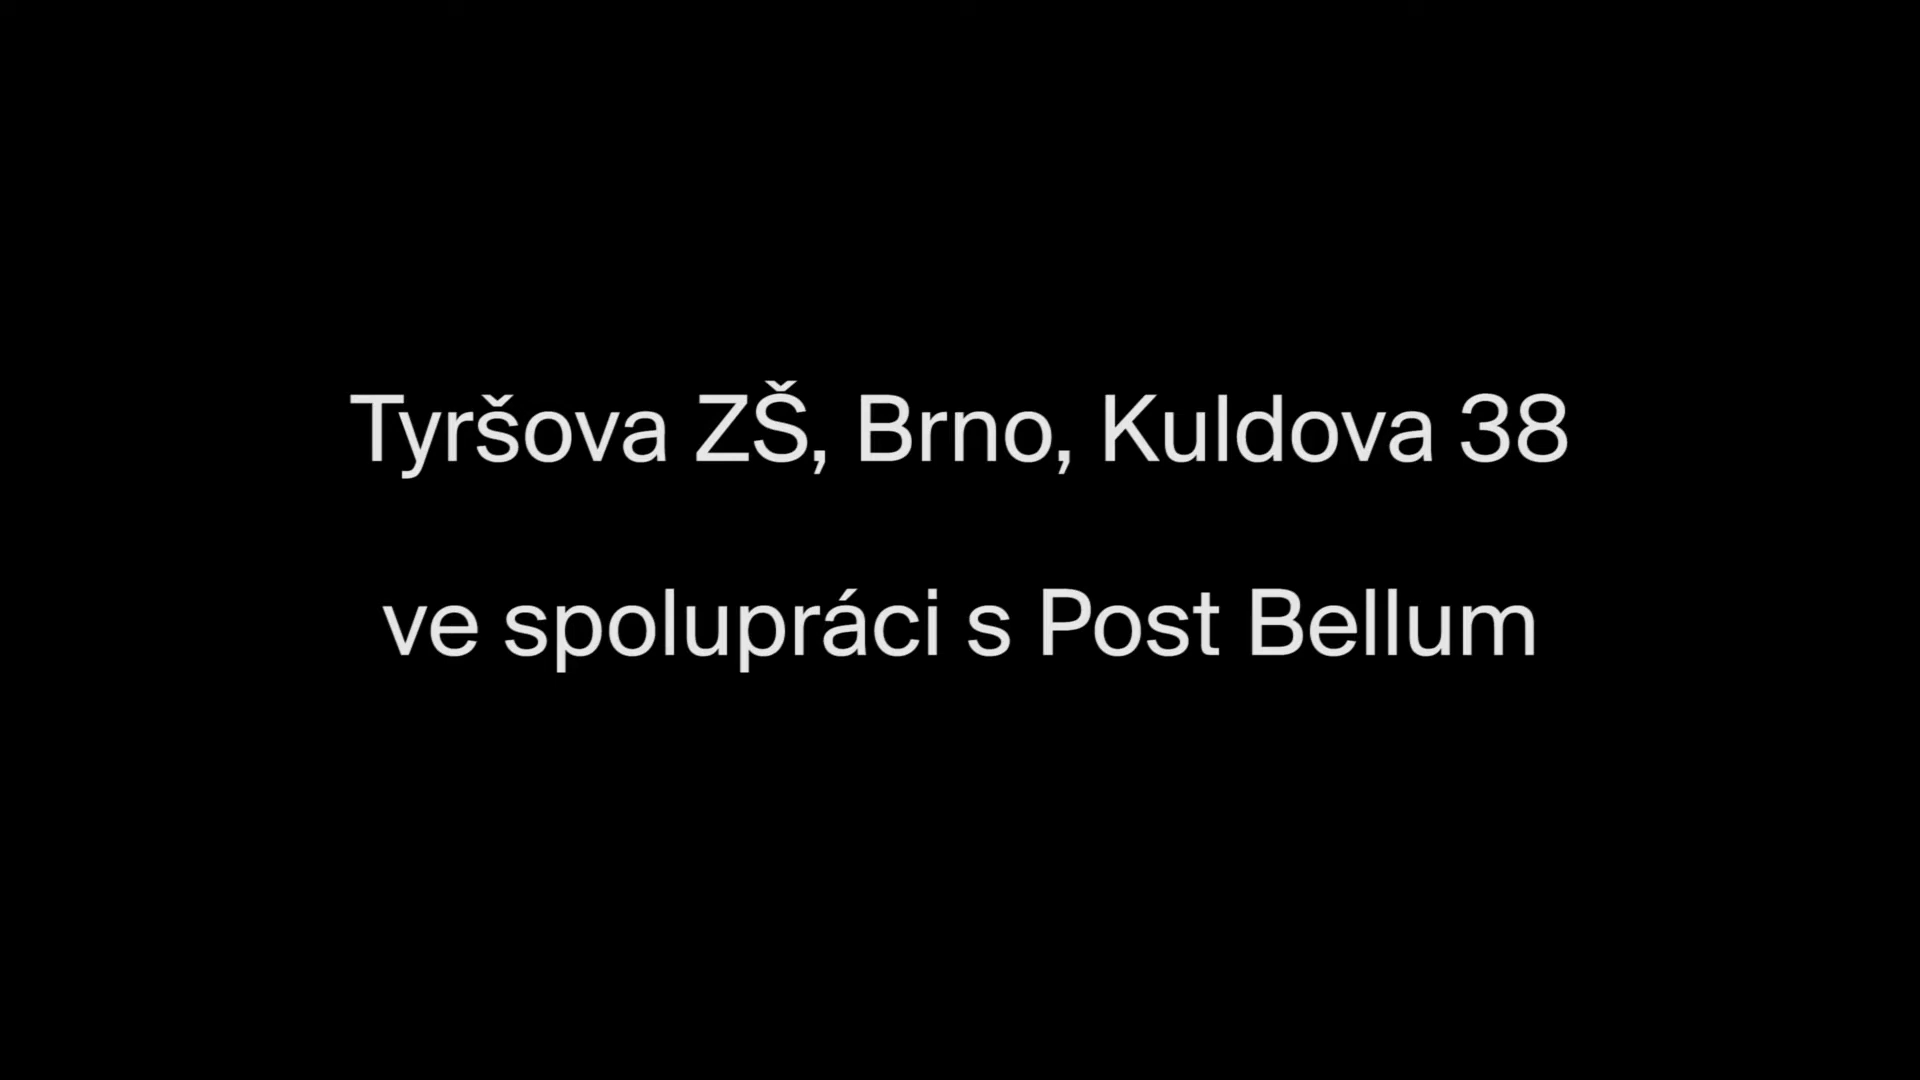 Tyršova ZŠ, Brno, Kuldova 38
ve spolupráci s Post Bellum